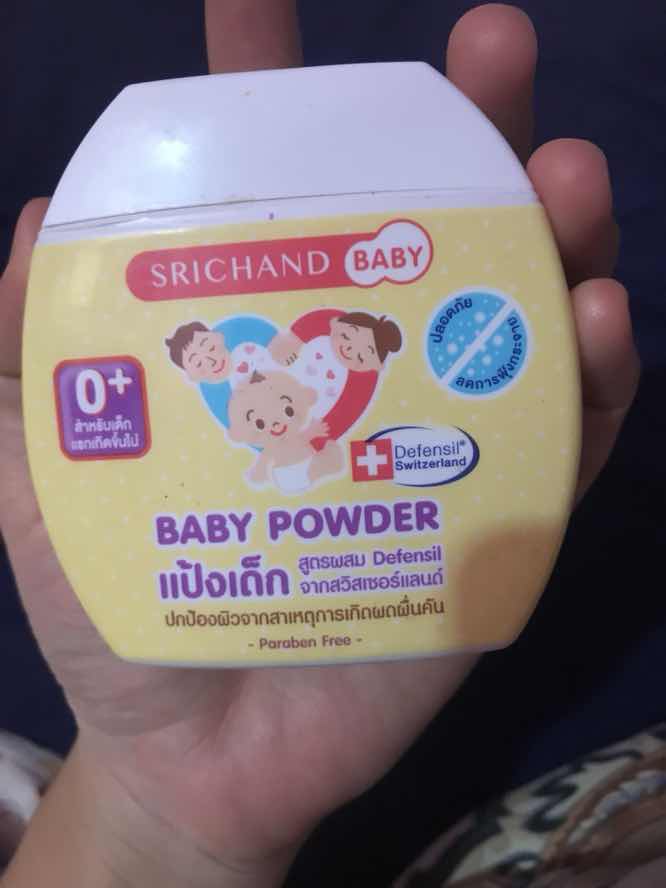 SRICHAND BABY
ปลอดภัย
ลดการฟุ้งกระจาย
0+
สำหรับเด็ก
แรกเกิดขึ้นไป
Defensil®
Switzerland
BABY POWDER
แป้งเด็ก
สูตรผสม Defensil
จากสวิสเซอร์แลนด์
ปกป้องผิวจากสาเหตุการเกิดผดผื่นคัน
- Paraben Free -